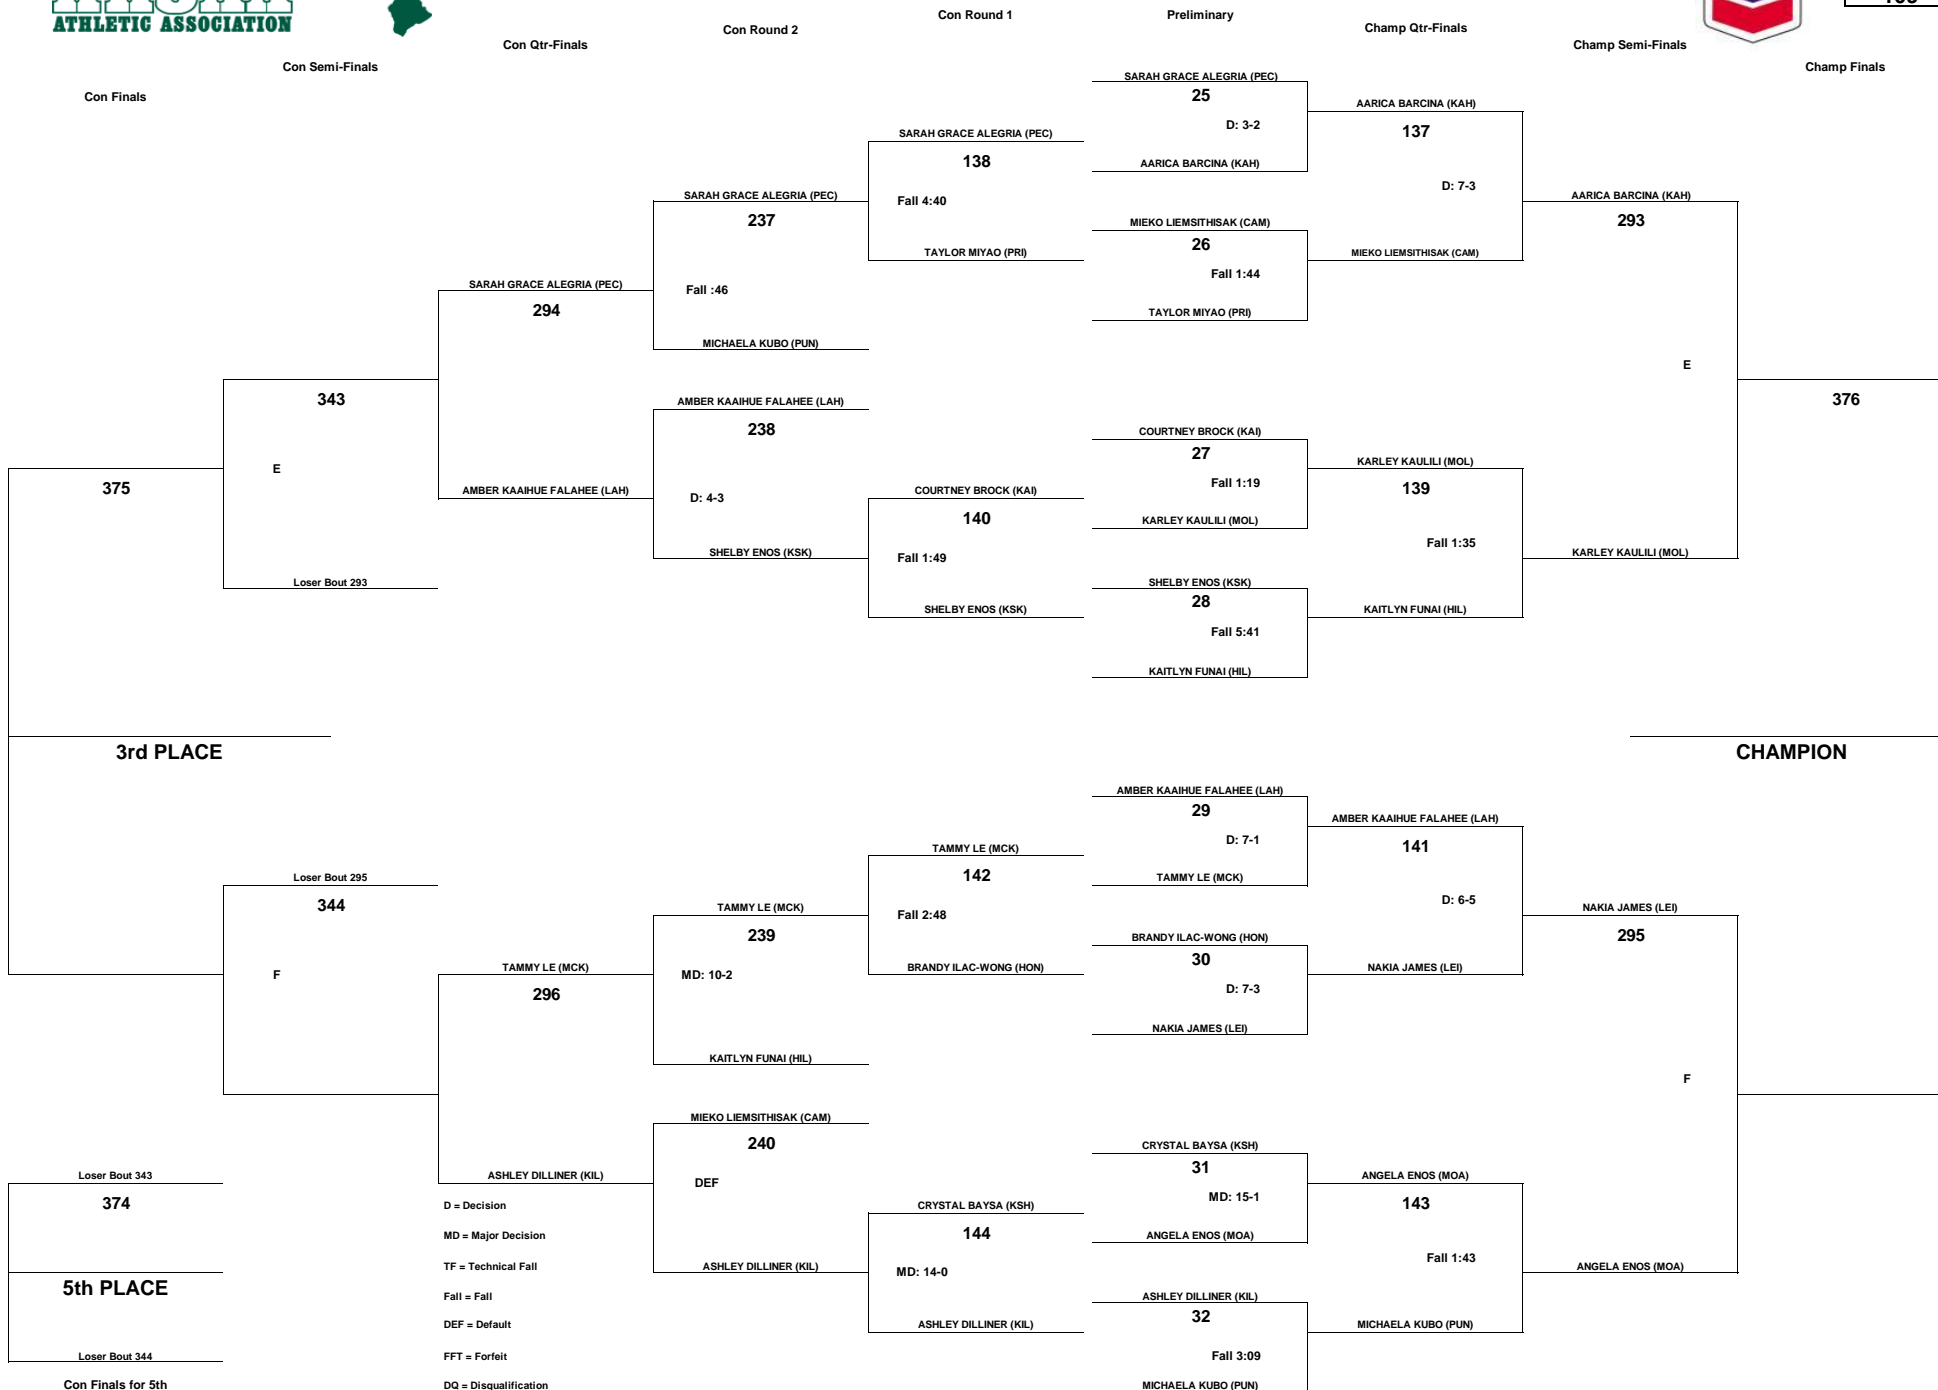 ATHLETIC ASSOCIATION
Con Finals
Con Semi-Finals
Con Qtr-Finals
Con Round 2
Con Round 1
Preliminary
Champ Qtr-Finals
Champ Semi-Finals
Champ Finals
SARAH GRACE ALEGRIA (PEC)
25
D: 3-2
AARICA BARCINA (KAH)
MIEKO LIEMSITHISAK (CAM)
26
Fall 1:44
TAYLOR MIYAO (PRI)
COURTNEY BROCK (KAI)
27
Fall 1:19
KARLEY KAULILI (MOL)
SHELBY ENOS (KSK)
28
Fall 5:41
KAITLYN FUNAI (HIL)
AMBER KAAIHUE FALAHEE (LAH)
29
D: 7-1
TAMMY LE (MCK)
BRANDY ILAC-WONG (HON)
30
D: 7-3
NAKIA JAMES (LEI)
CRYSTAL BAYSA (KSH)
31
MD: 15-1
ANGELA ENOS (MOA)
ASHLEY DILLINER (KIL)
32
Fall 3:09
MICHAELA KUBO (PUN)
AARICA BARCINA (KAH)
137
D: 7-3
MIEKO LIEMSITHISAK (CAM)
KARLEY KAULILI (MOL)
139
Fall 1:35
KAITLYN FUNAI (HIL)
AMBER KAAIHUE FALAHEE (LAH)
141
D: 6-5
NAKIA JAMES (LEI)
ANGELA ENOS (MOA)
143
Fall 1:43
MICHAELA KUBO (PUN)
AARICA BARCINA (KAH)
293
E
KARLEY KAULILI (MOL)
NAKIA JAMES (LEI)
295
F
ANGELA ENOS (MOA)
376
CHAMPION
SARAH GRACE ALEGRIA (PEC)
138
Fall 4:40
TAYLOR MIYAO (PRI)
COURTNEY BROCK (KAI)
140
Fall 1:49
SHELBY ENOS (KSK)
TAMMY LE (MCK)
142
Fall 2:48
BRANDY ILAC-WONG (HON)
CRYSTAL BAYSA (KSH)
144
MD: 14-0
ASHLEY DILLINER (KIL)
SARAH GRACE ALEGRIA (PEC)
237
Fall :46
MICHAELA KUBO (PUN)
AMBER KAAIHUE FALAHEE (LAH)
238
D: 4-3
SHELBY ENOS (KSK)
TAMMY LE (MCK)
239
MD: 10-2
KAITLYN FUNAI (HIL)
MIEKO LIEMSITHISAK (CAM)
240
DEF
ASHLEY DILLINER (KIL)
SARAH GRACE ALEGRIA (PEC)
294
AMBER KAAIHUE FALAHEE (LAH)
TAMMY LE (MCK)
296
ASHLEY DILLINER (KIL)
343
E
Loser Bout 293
Loser Bout 295
344
F
375
3rd PLACE
Loser Bout 343
374
5th PLACE
Loser Bout 344
Con Finals for 5th
D = Decision
MD = Major Decision
TF = Technical Fall
Fall = Fall
DEF = Default
FFT = Forfeit
DQ = Disqualification